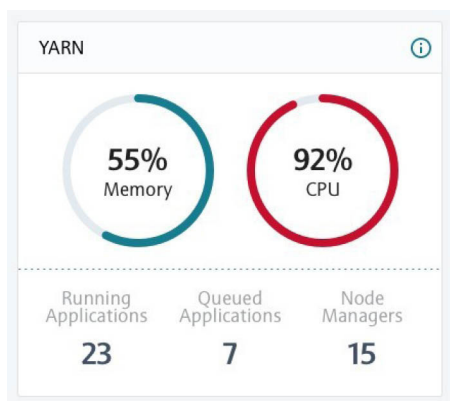 YARN
55%
Memory
92%
CPU
Running
Applications
23
Queued
Applications
7
Node
Managers
15